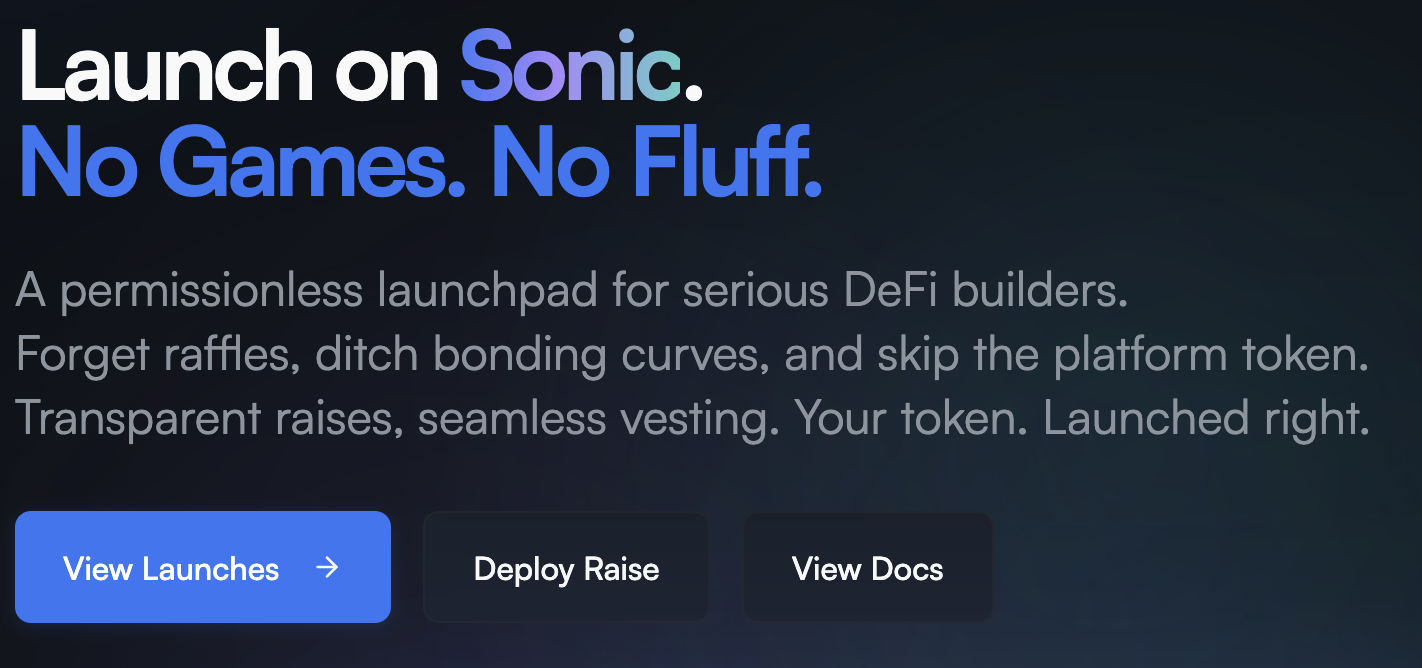 Launch on Sonic.
No Games. No Fluff.
A permissionless launchpad for serious DeFi builders.
Forget raffles, ditch bonding curves, and skip the platform token.
Transparent raises, seamless vesting. Your token. Launched right.
View Launches →
Deploy Raise
View Docs